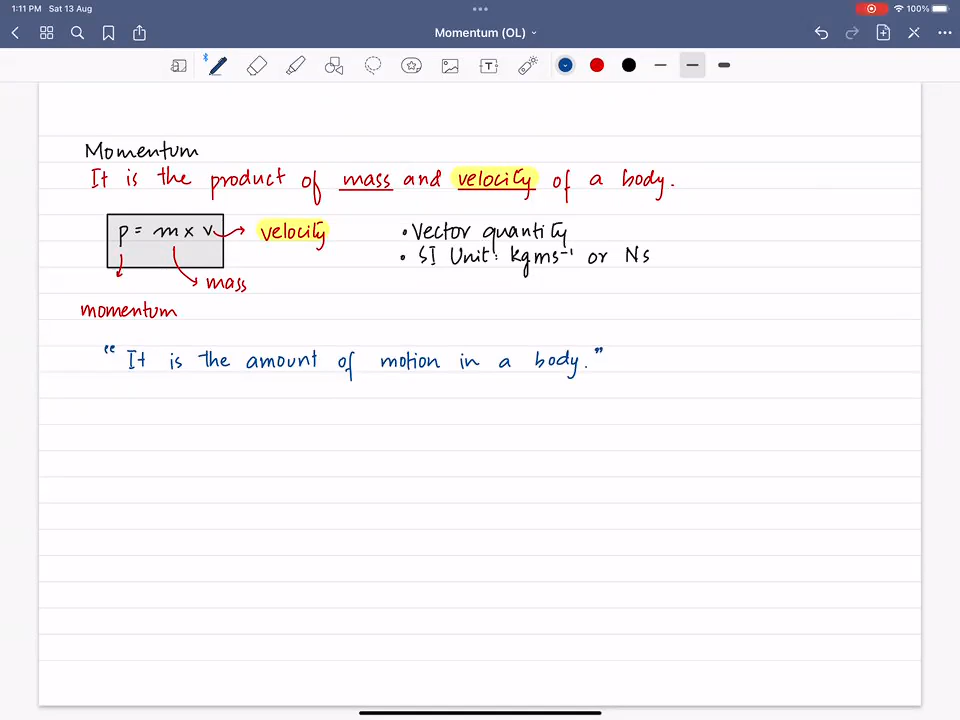 1:11 PM Sat 13 Aug
100%
Momentum (OL)
T
Momentum
It is the product of mass and velocity of a body.
p = m x v → velocity
• Vector quantity
• SI Unit: kgms⁻¹ or Ns
mass
momentum
“ It is the amount of motion in a body. ”